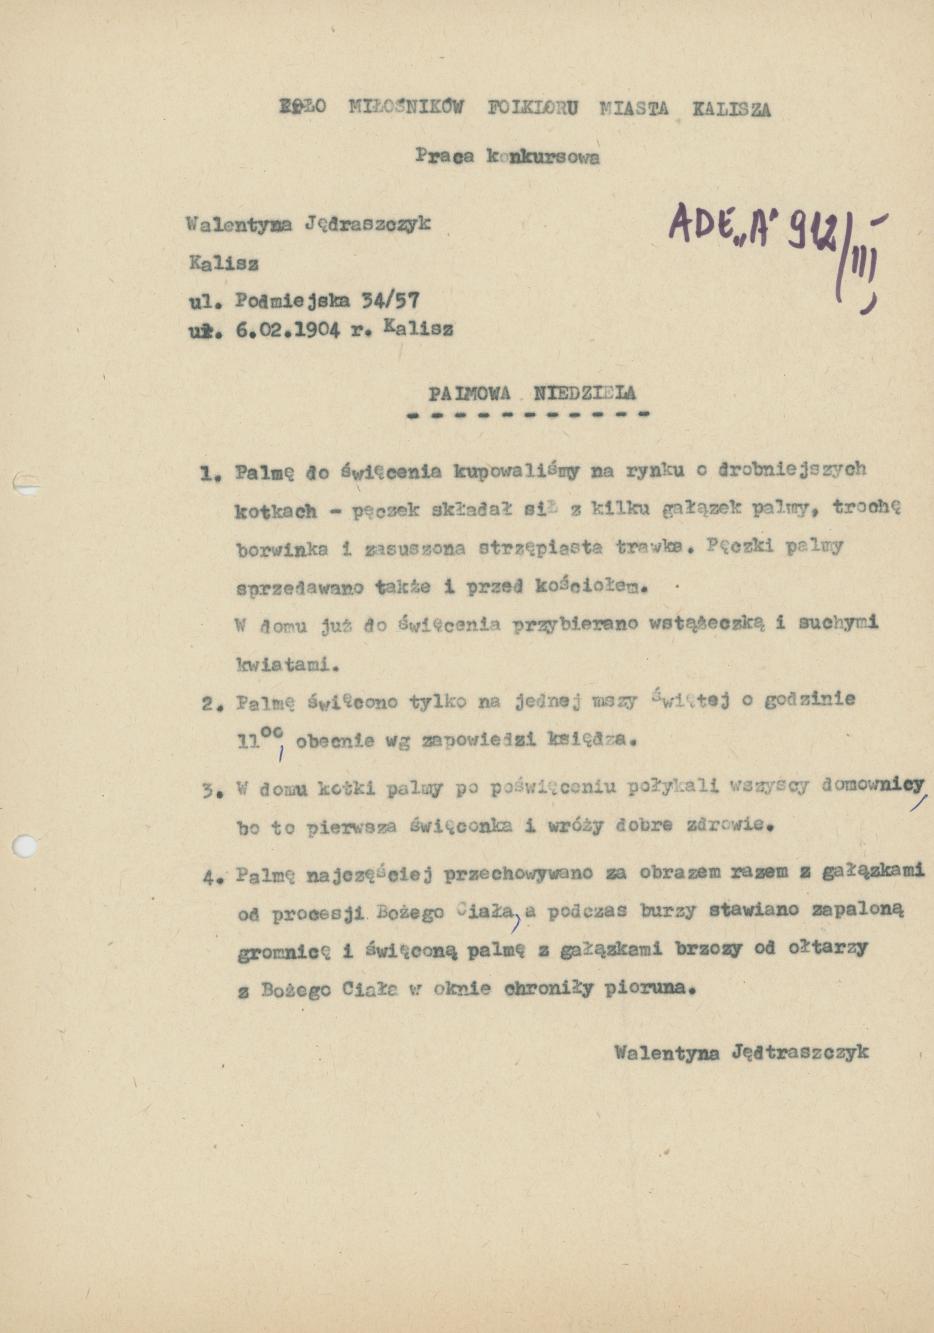 KOŁO MIŁOŚNIKÓW FOLKLORU MIASTA KALISZA
Praca konkursowa
Walentyna Jędraszczyk
ADE„A" 912/III
Kalisz
ul. Podmiejska 34/57
ur. 6.02.1904 r. Kalisz
PALMOWA NIEDZIELA
1. Palmę do święcenia kupowaliśmy na rynku o drobniejszych
kotkach - pęczek składał się z kilku gałązek palmy, trochę
borwinka i zasuszona strzępiasta trawka. Pęczki palmy
sprzedawano także i przed kościołem.
W domu już do święcenia przybierano wstążeczką i suchymi
kwiatami.
2. Palmę święcono tylko na jednej mszy świętej o godzinie
11⁰⁰, obecnie wg zapowiedzi księdza.
3. W domu kotki palmy po poświęceniu połykali wszyscy domownicy,
bo to pierwsza święconka i wróży dobre zdrowie.
4. Palmę najczęściej przechowywano za obrazem razem z gałązkami
od procesji Bożego Ciała, a podczas burzy stawiano zapaloną
gromnicę i święconą palmę z gałązkami brzozy od ołtarzy
z Bożego Ciała w oknie chroniły pioruna.
Walentyna Jędtraszczyk